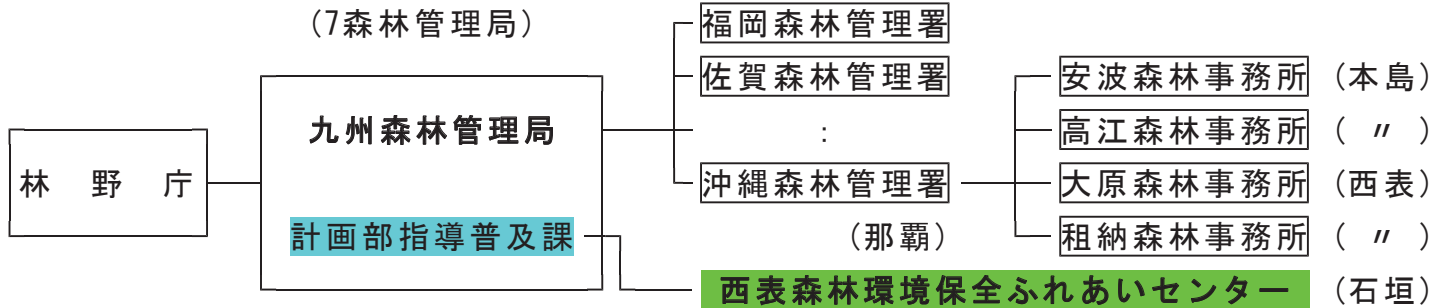 (7森林管理局)
福岡森林管理署
佐賀森林管理署
安波森林事務所 (本島)
九州森林管理局
:
高江森林事務所 ( 〃 )
林 野 庁
沖縄森林管理署
大原森林事務所 (西表)
計画部指導普及課
(那覇)
租納森林事務所 ( 〃 )
西表森林環境保全ふれあいセンター (石垣)